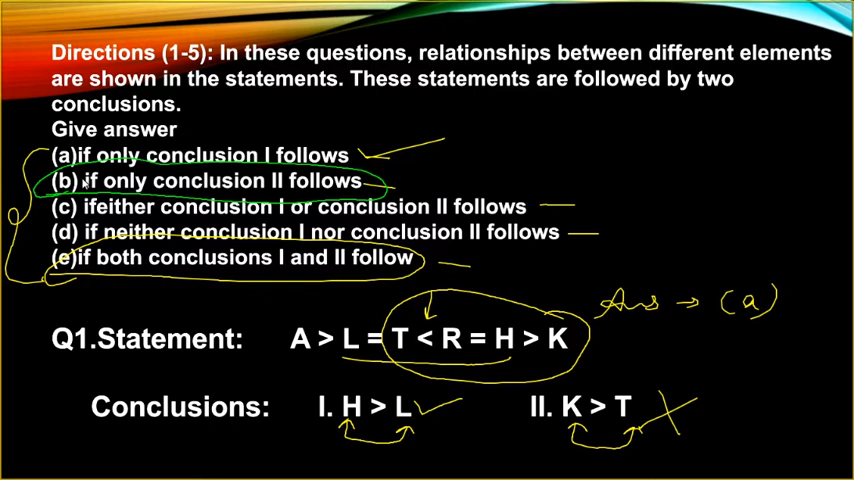 Directions (1-5): In these questions, relationships between different elements
are shown in the statements. These statements are followed by two
conclusions.
Give answer
(a)if only conclusion I follows
(b) if only conclusion II follows
(c) ifeither conclusion I or conclusion II follows
(d) if neither conclusion I nor conclusion II follows
(e)if both conclusions I and II follow
Ans → (a)
Q1.Statement: A > L = T < R = H > K
Conclusions: I. H > L II. K > T